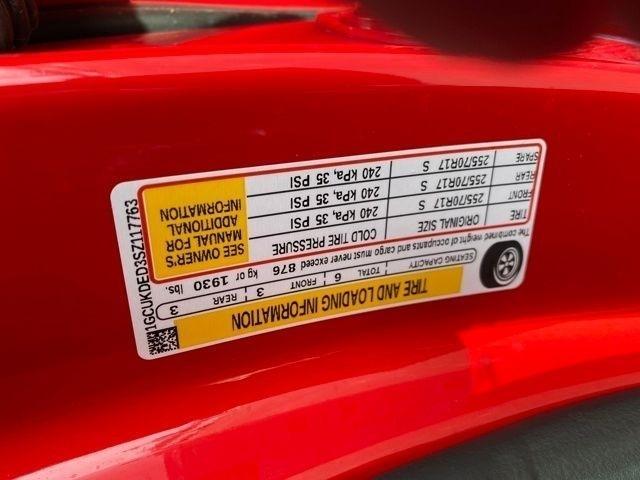 TIRE AND LOADING INFORMATION
SEATING CAPACITY TOTAL 6 FRONT 3 REAR 3
The combined weight of occupants and cargo must never exceed 876 kg or 1930 lbs.
TIRE ORIGINAL SIZE COLD TIRE PRESSURE
FRONT 255/70R17 S 240 kPa, 35 PSI
REAR 255/70R17 S 240 kPa, 35 PSI
SPARE 255/70R17 S 240 kPa, 35 PSI
SEE OWNER'S
MANUAL FOR
ADDITIONAL
INFORMATION
1GCUKDED3SZ117763